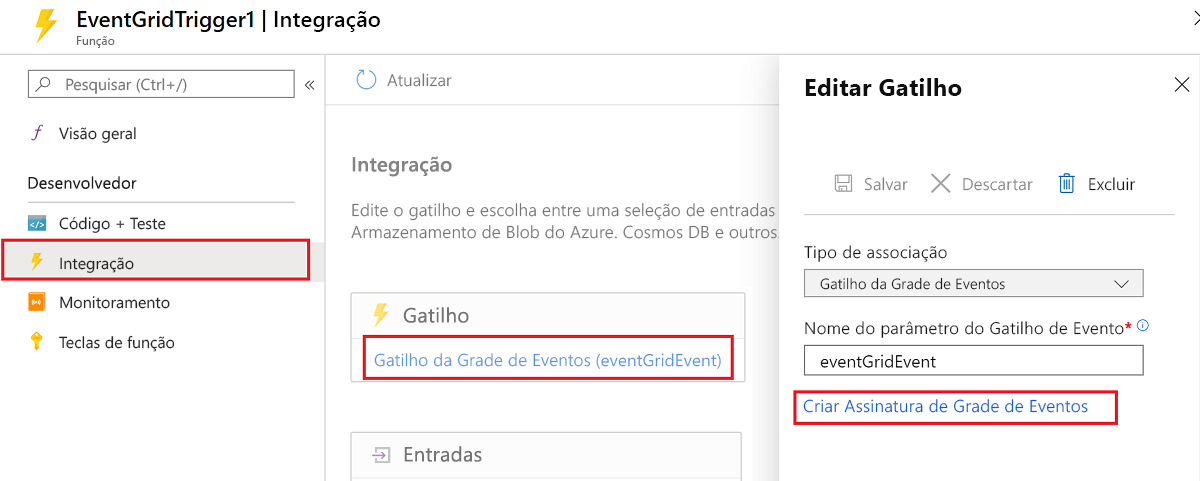 EventGridTrigger1 | Integração
Função
Pesquisar (Ctrl+/)
«
Visão geral
Desenvolvedor
Código + Teste
Integração
Monitoramento
Teclas de função
Atualizar
Integração
Edite o gatilho e escolha entre uma seleção de entradas
Armazenamento de Blob do Azure. Cosmos DB e outros.
Gatilho
Gatilho da Grade de Eventos (eventGridEvent)
Entradas
Editar Gatilho
Salvar
Descartar
Excluir
Tipo de associação
Gatilho da Grade de Eventos
Nome do parâmetro do Gatilho de Evento*
eventGridEvent
Criar Assinatura de Grade de Eventos